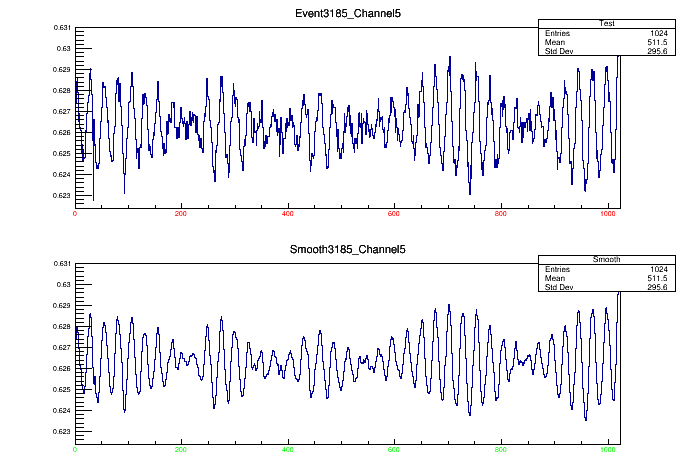 Event3185_Channel5
Test
Entries 1024
Mean 511.5
Std Dev 295.6
0.631
0.63
0.629
0.628
0.627
0.626
0.625
0.624
0.623
0 200 400 600 800 1000
Smooth3185_Channel5
Smooth
Entries 1024
Mean 511.5
Std Dev 295.6
0.631
0.63
0.629
0.628
0.627
0.626
0.625
0.624
0.623
0 200 400 600 800 1000